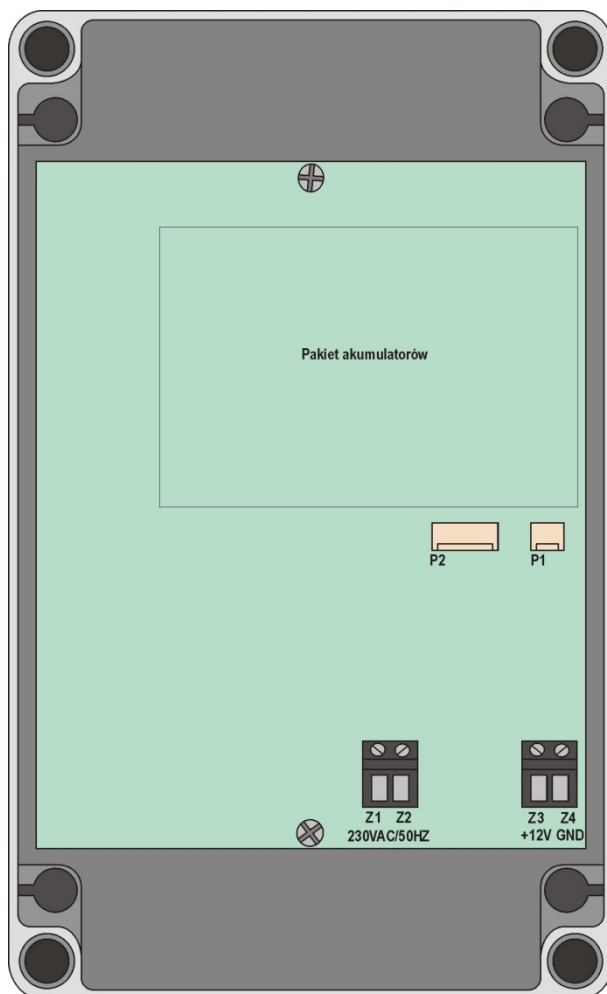 Pakiet akumulatorów
P2 P1
Z1 Z2 Z3 Z4
230VAC/50HZ +12V GND